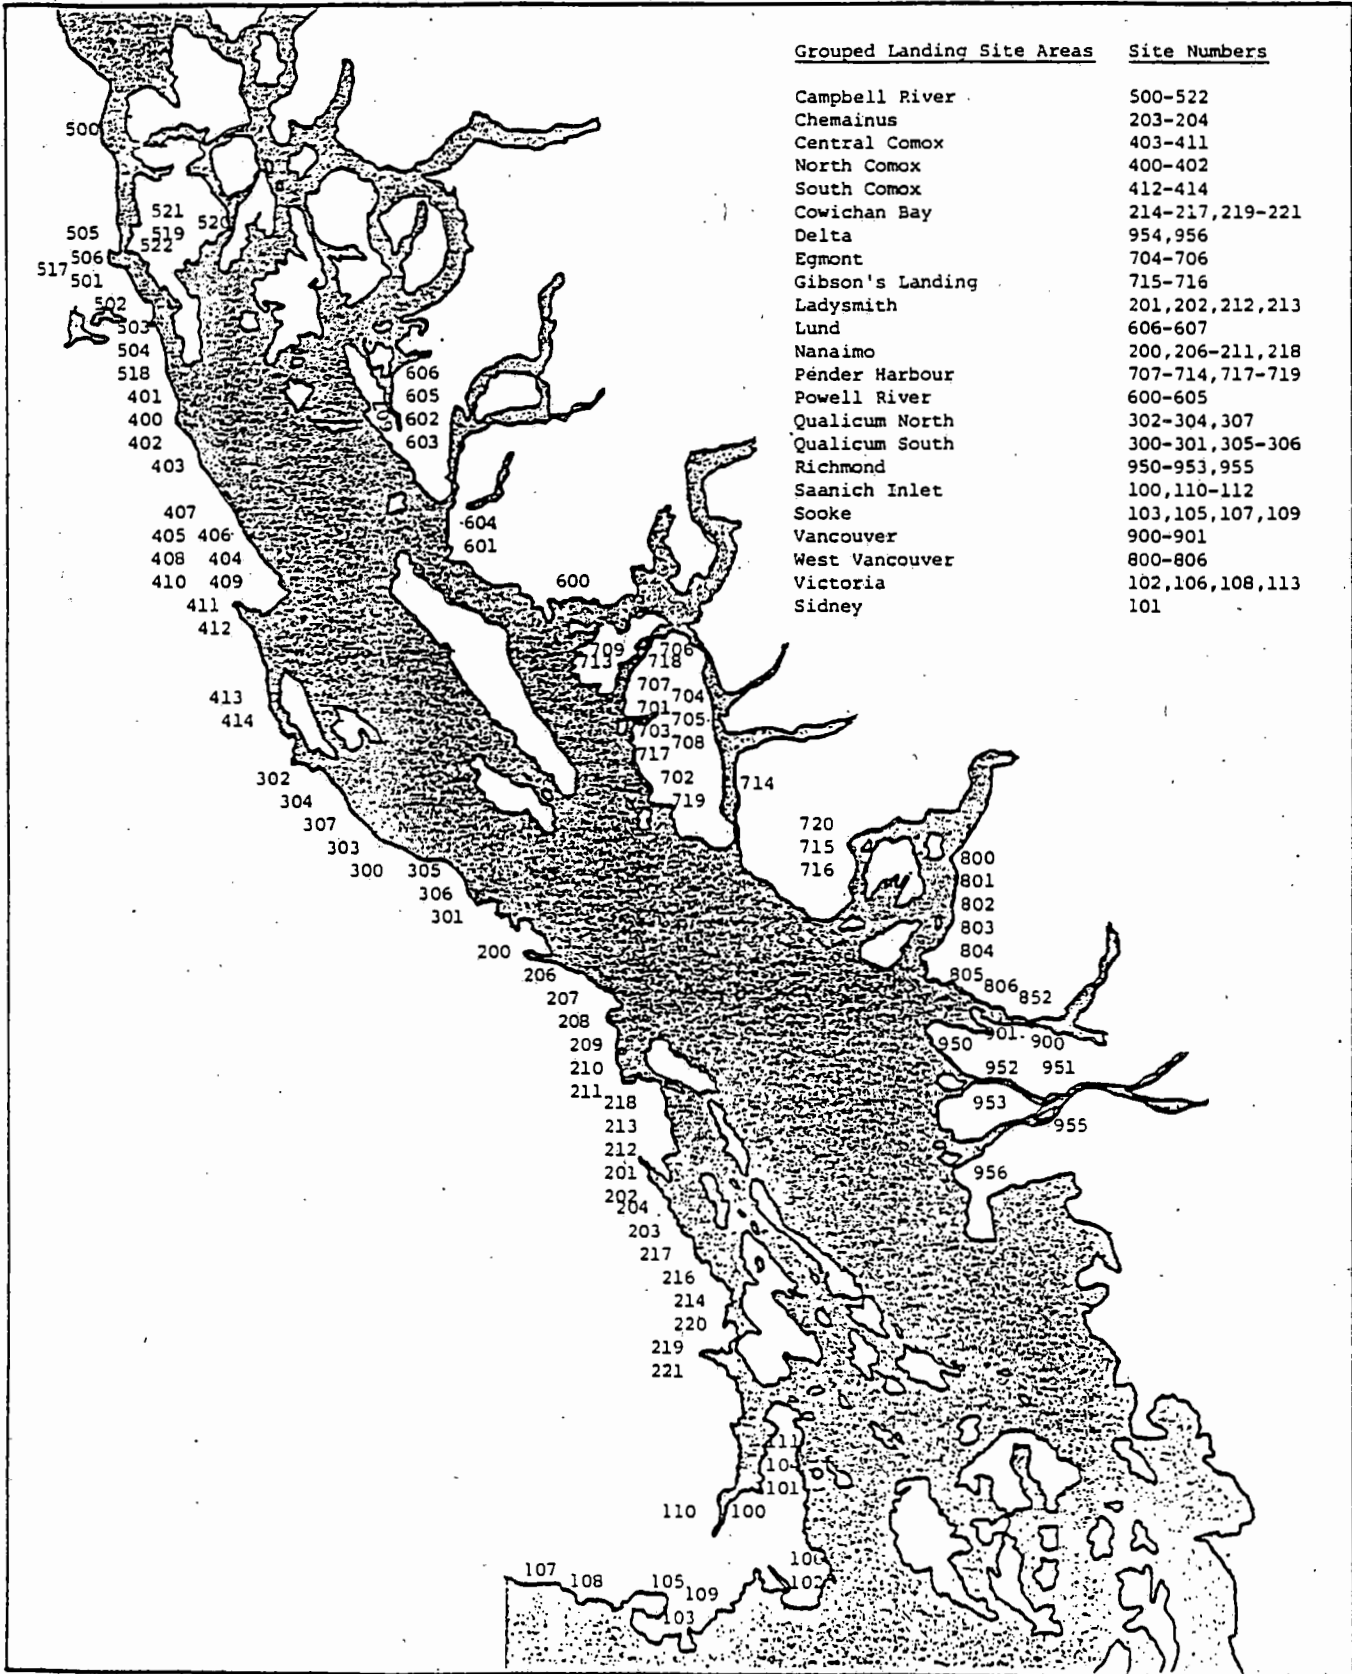 Grouped Landing Site Areas Site Numbers
Campbell River 500-522
Chemainus 203-204
Central Comox 403-411
North Comox 400-402
South Comox 412-414
Cowichan Bay 214-217,219-221
Delta 954,956
Egmont 704-706
Gibson's Landing 715-716
Ladysmith 201,202,212,213
Lund 606-607
Nanaimo 200,206-211,218
Pender Harbour 707-714,717-719
Powell River 600-605
Qualicum North 302-304,307
Qualicum South 300-301,305-306
Richmond 950-953,955
Saanich Inlet 100,110-112
Sooke 103,105,107,109
Vancouver 900-901
West Vancouver 800-806
Victoria 102,106,108,113
Sidney 101
500
521
520
505 519
522
506
517
501
502
503
504
518
606
401 605
400 602
402 603
403
407
604
405 406
601
408 404
410 409
600
411
412
709 706
713 718
707 704
413 701
414 705
703 708
717
302 702 714
304 719
307 720
303 715
300 305 716
306
301
800
801
802
803
804
805 806 852
200
206
207
208
209
210
211
218
901 900
950
952 951
953
955
213
212
201
202
204
203
217
216
214
220
219
221
956
111
101
110 100
102
107
108 105 109
103